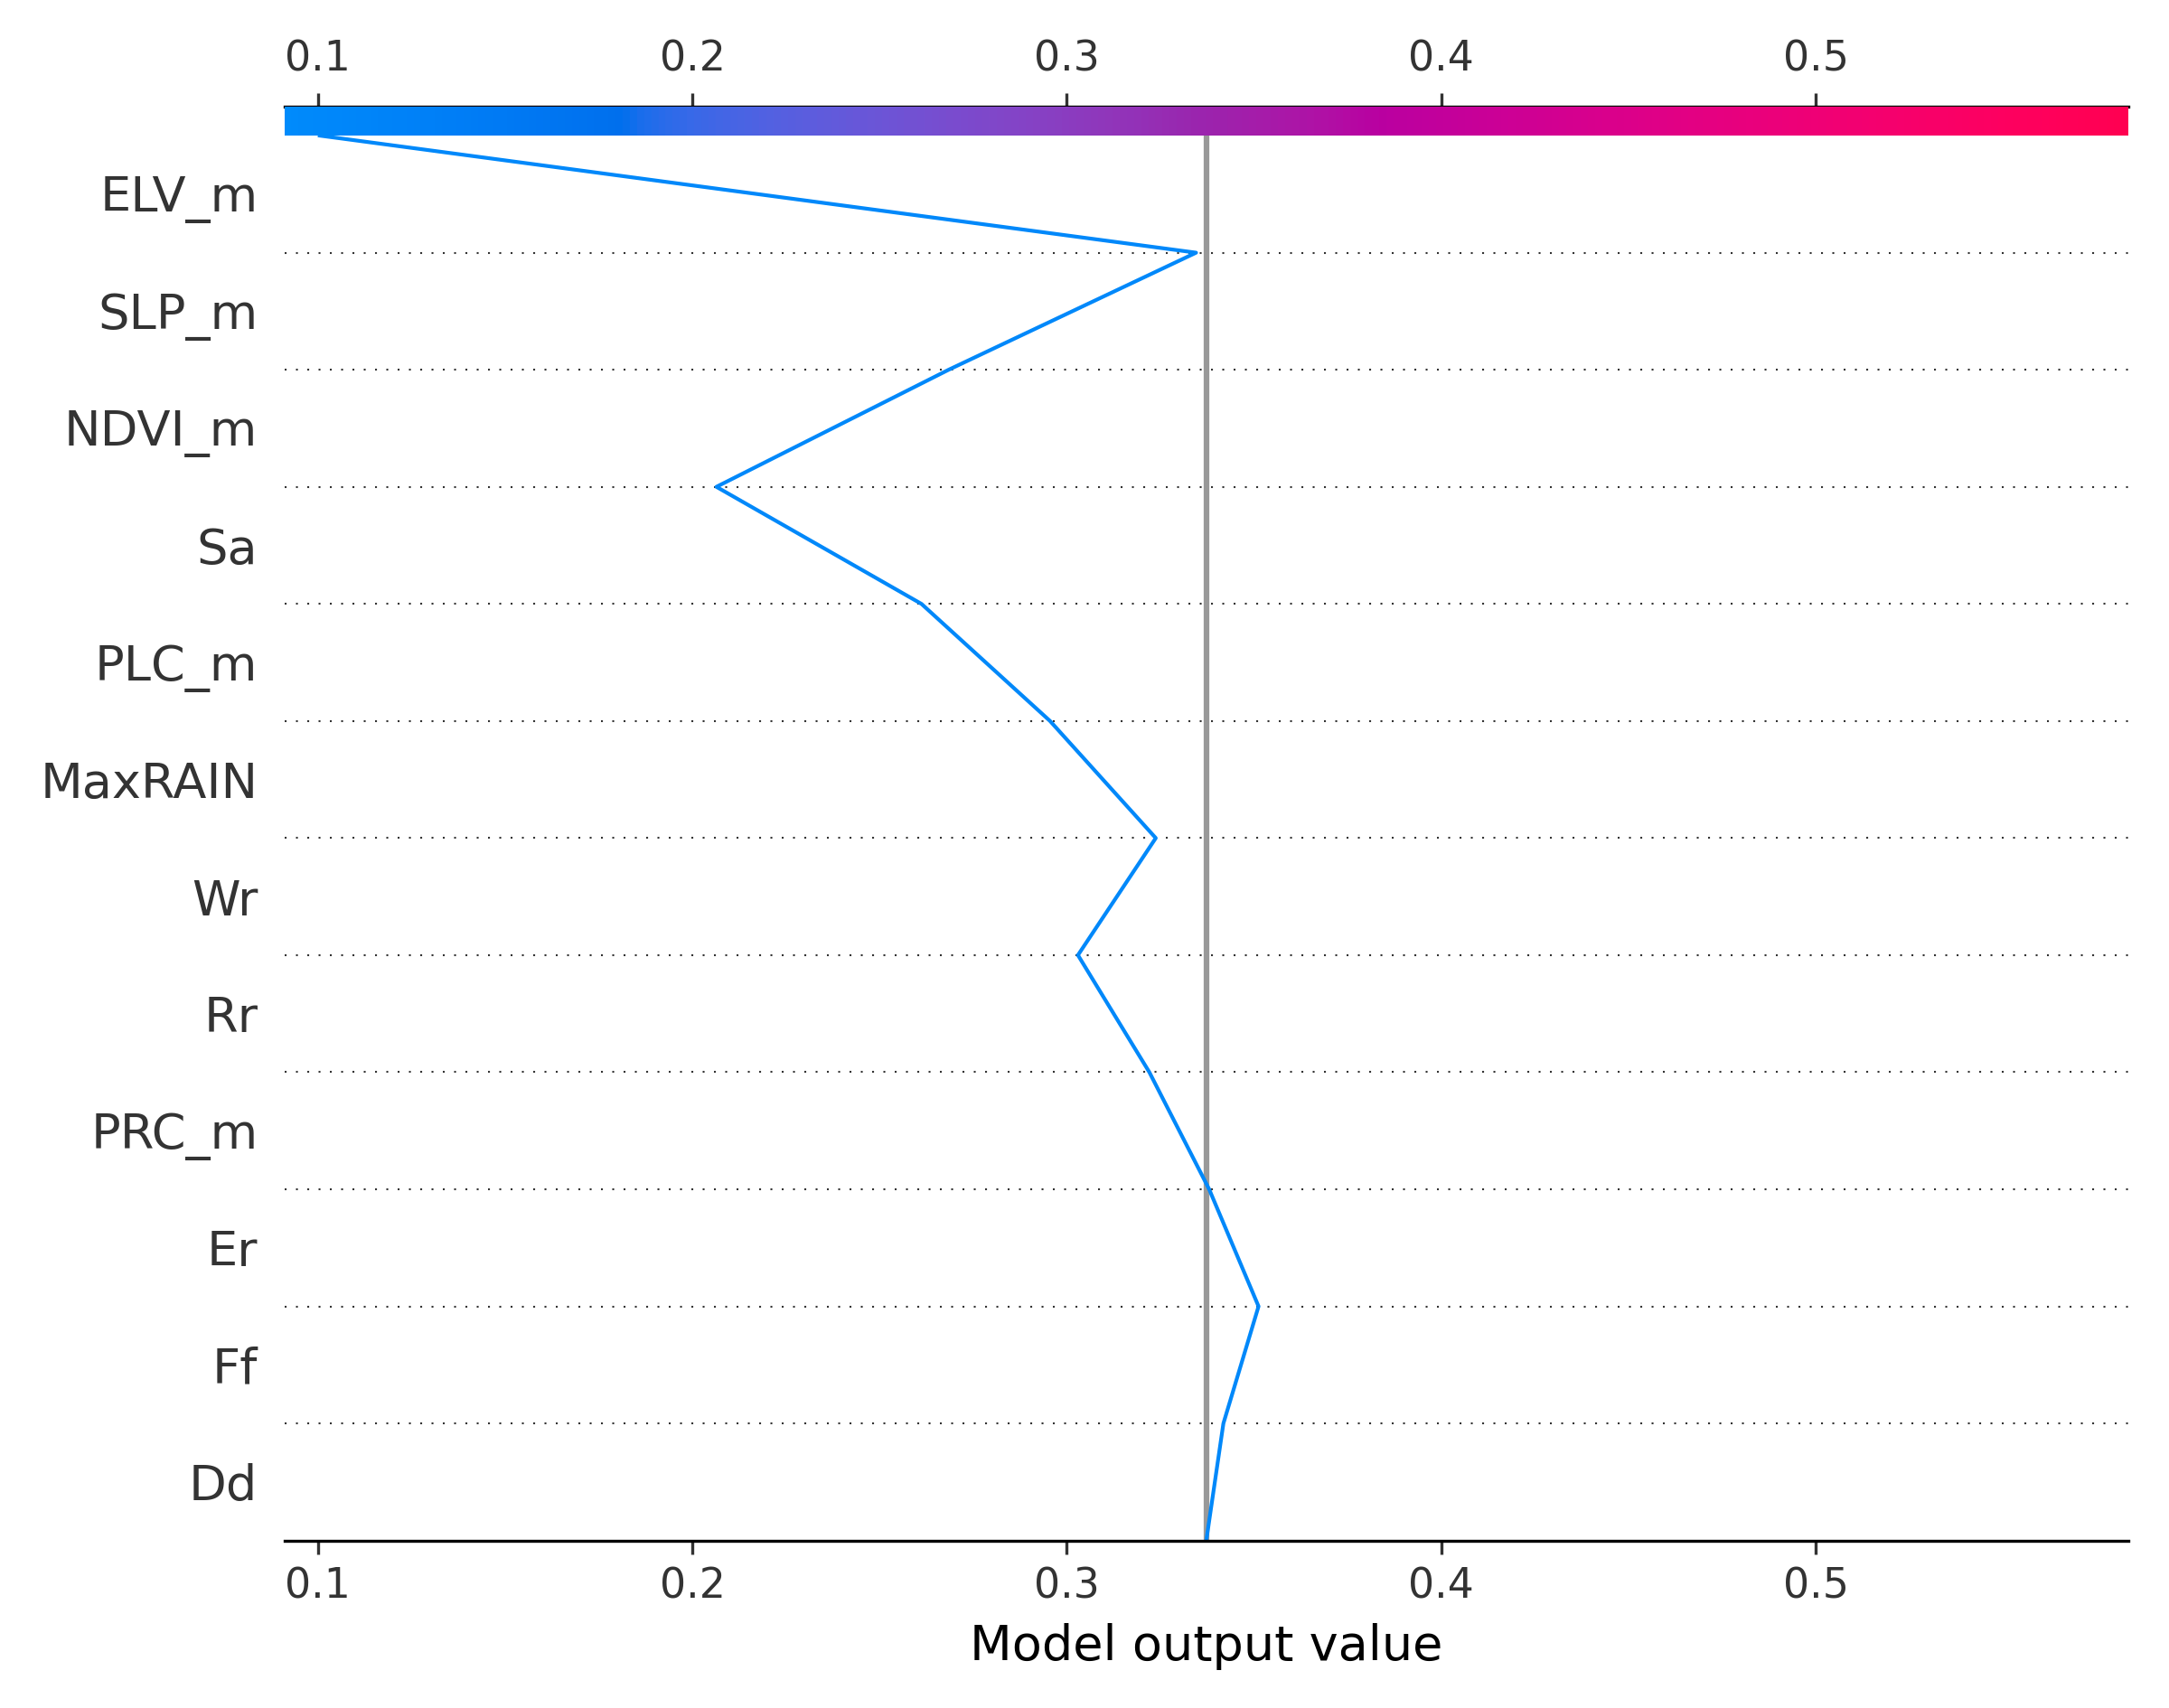 0.1 0.2 0.3 0.4 0.5
ELV_m
SLP_m
NDVI_m
Sa
PLC_m
MaxRAIN
Wr
Rr
PRC_m
Er
Ff
Dd
0.1 0.2 0.3 0.4 0.5
Model output value